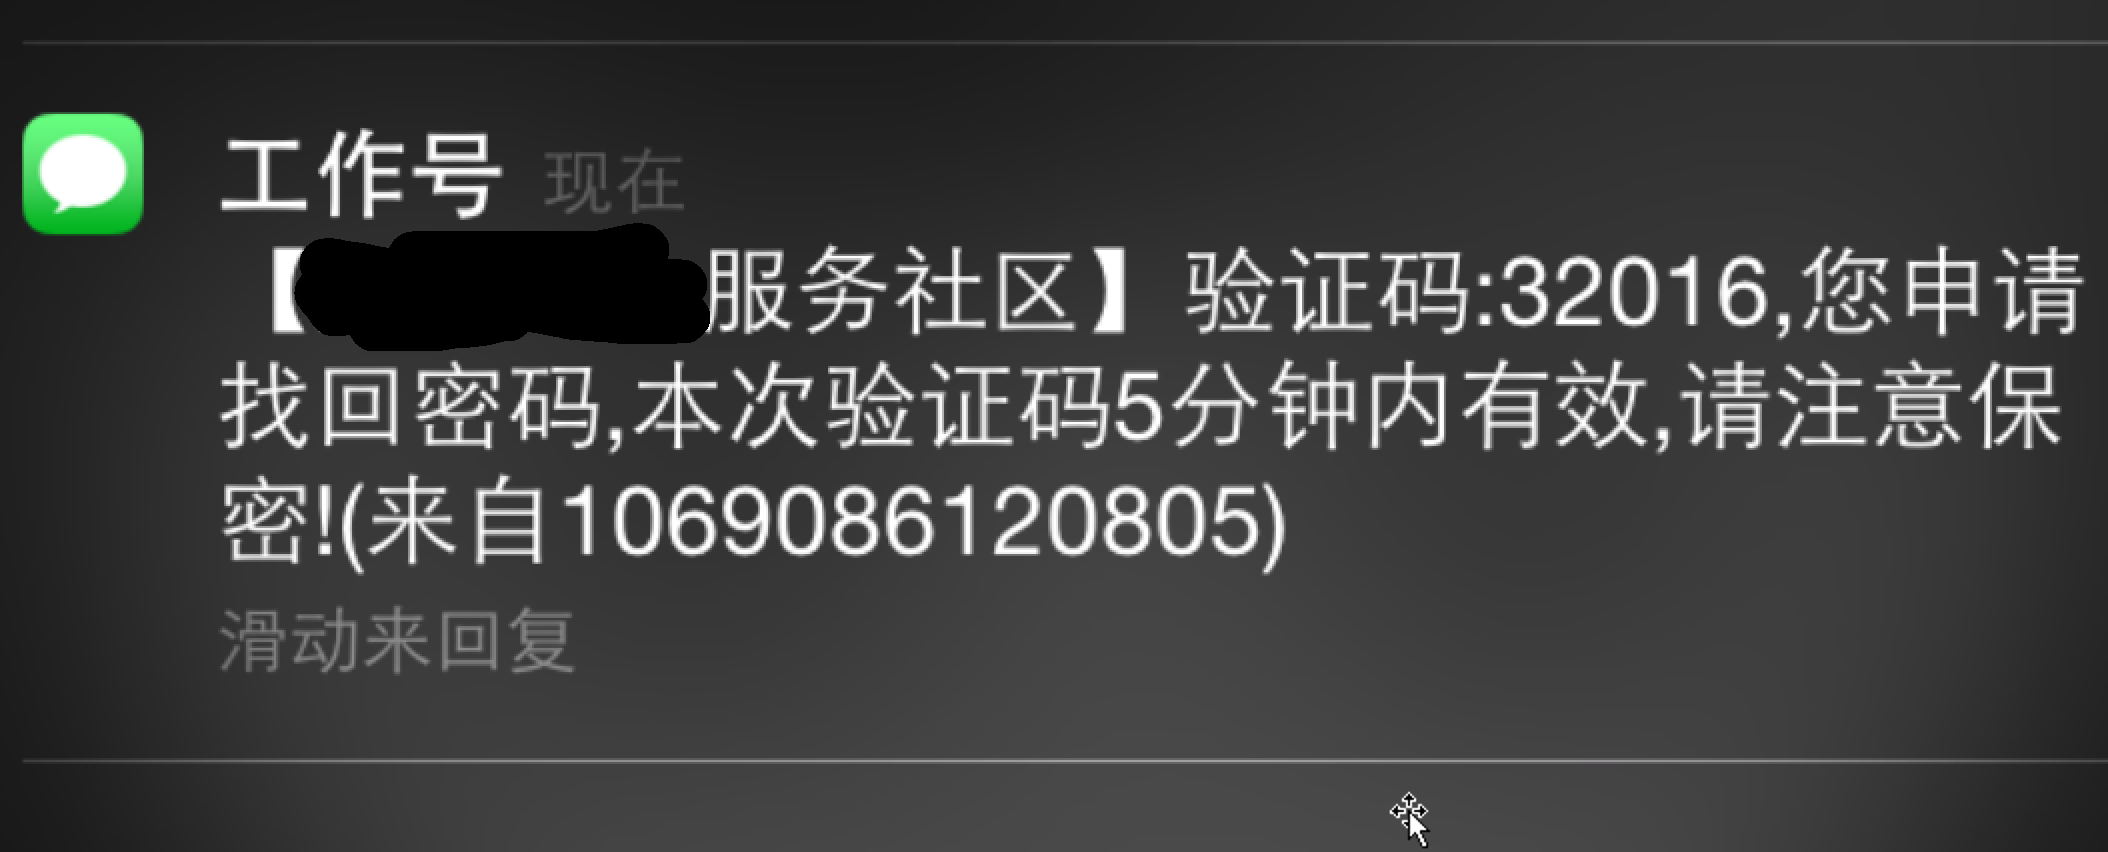 工作号 现在
【服务社区】验证码:32016,您申请
找回密码,本次验证码5分钟内有效,请注意保
密!(来自1069086120805)
滑动来回复